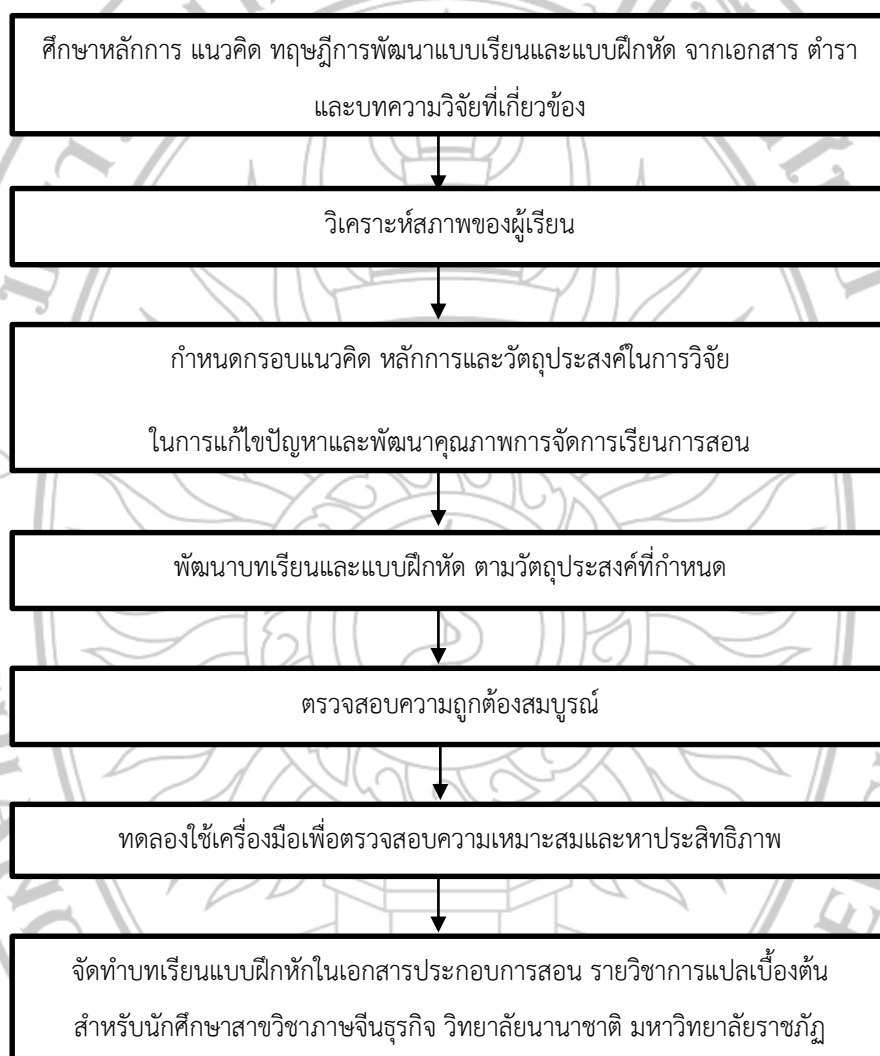 ศึกษาหลักการ แนวคิด ทฤษฎีการพัฒนาแบบเรียนและแบบฝึกหัด จากเอกสาร ตำรา
และบทความวิจัยที่เกี่ยวข้อง
วิเคราะห์สภาพของผู้เรียน
กำหนดกรอบแนวคิด หลักการและวัตถุประสงค์ในการวิจัย
ในการแก้ไขปัญหาและพัฒนาคุณภาพการจัดการเรียนการสอน
พัฒนาบทเรียนและแบบฝึกหัด ตามวัตถุประสงค์ที่กำหนด
ตรวจสอบความถูกต้องสมบูรณ์
ทดลองใช้เครื่องมือเพื่อตรวจสอบความเหมาะสมและหาประสิทธิภาพ
จัดทำบทเรียนแบบฝึกหักในเอกสารประกอบการสอน รายวิชาการแปลเบื้องต้น
สำหรับนักศึกษาสาขวิชาภาษจีนธุรกิจ วิทยาลัยนานาชาติ มหาวิทยาลัยราชภัฏ